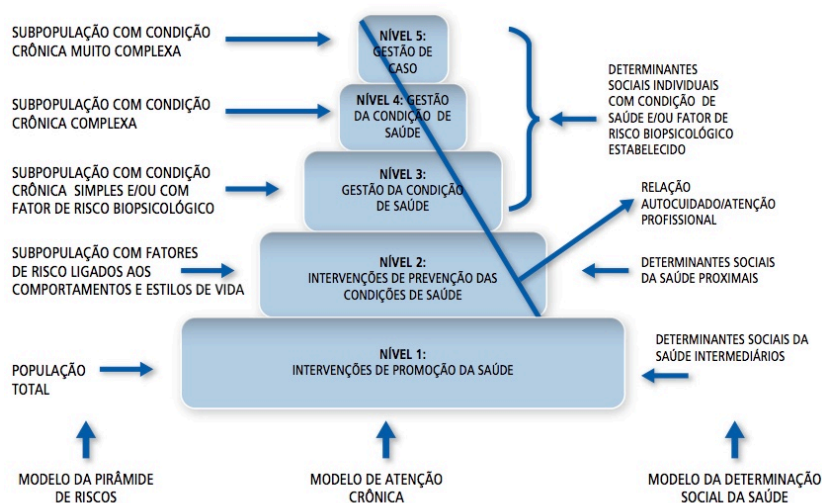 SUBPOPULAÇÃO COM CONDIÇÃO
CRÔNICA MUITO COMPLEXA
SUBPOPULAÇÃO COM CONDIÇÃO
CRÔNICA COMPLEXA
SUBPOPULAÇÃO COM CONDIÇÃO
CRÔNICA SIMPLES E/OU COM
FATOR DE RISCO BIOPSICOLÓGICO
SUBPOPULAÇÃO COM FATORES
DE RISCO LIGADOS AOS
COMPORTAMENTOS E ESTILOS DE VIDA
POPULAÇÃO
TOTAL
MODELO DA PIRÂMIDE
DE RISCOS
NÍVEL 5:
GESTÃO DE
CASO
NÍVEL 4: GESTÃO
DA CONDIÇÃO DE
SAÚDE
NÍVEL 3:
GESTÃO DA CONDIÇÃO
DE SAÚDE
NÍVEL 2:
INTERVENÇÕES DE PREVENÇÃO DAS
CONDIÇÕES DE SAÚDE
NÍVEL 1:
INTERVENÇÕES DE PROMOÇÃO DA SAÚDE
MODELO DE ATENÇÃO
CRÔNICA
DETERMINANTES
SOCIAIS INDIVIDUAIS
COM CONDIÇÃO DE
SAÚDE E/OU FATOR DE
RISCO BIOPSICOLÓGICO
ESTABELECIDO
RELAÇÃO
AUTOCUIDADO/ATENÇÃO
PROFISSIONAL
DETERMINANTES SOCIAIS
DA SAÚDE PROXIMAIS
DETERMINANTES SOCIAIS DA
SAÚDE INTERMEDIÁRIOS
MODELO DA DETERMINAÇÃO
SOCIAL DA SAÚDE